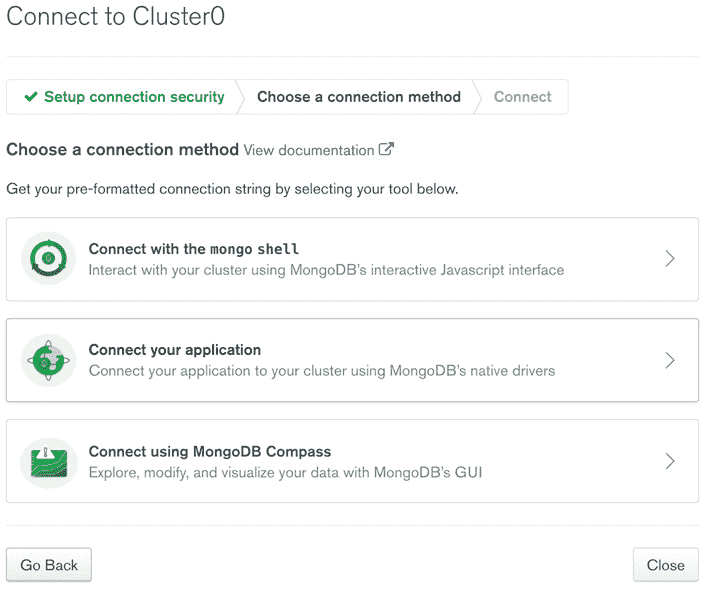 Connect to Cluster0
Setup connection security
Choose a connection method
Connect
Choose a connection method View documentation
Get your pre-formatted connection string by selecting your tool below.
Connect with the mongo shell
Interact with your cluster using MongoDB's interactive Javascript interface
Connect your application
Connect your application to your cluster using MongoDB's native drivers
Connect using MongoDB Compass
Explore, modify, and visualize your data with MongoDB's GUI
Go Back
Close